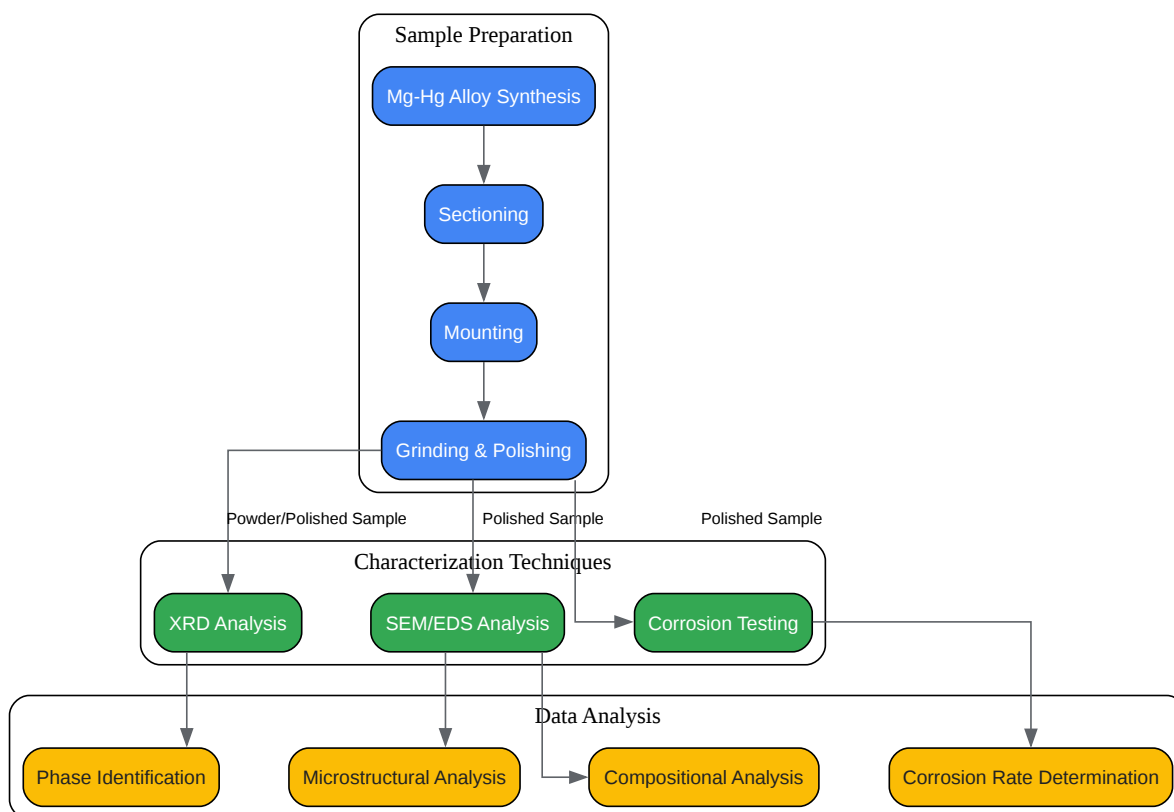 Sample Preparation
Mg-Hg Alloy Synthesis
Sectioning
Mounting
Grinding & Polishing
Powder/Polished Sample
Polished Sample
Polished Sample
Characterization Techniques
XRD Analysis
SEM/EDS Analysis
Corrosion Testing
Data Analysis
Phase Identification
Microstructural Analysis
Compositional Analysis
Corrosion Rate Determination